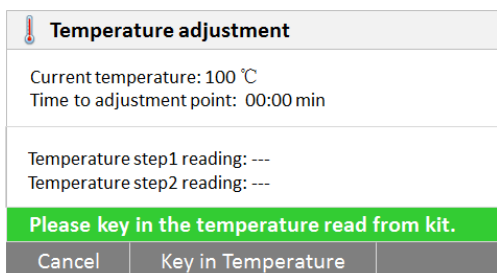 Temperature adjustment
Current temperature: 100 ℃
Time to adjustment point: 00:00 min
Temperature step1 reading: ---
Temperature step2 reading: ---
Please key in the temperature read from kit.
Cancel Key in Temperature